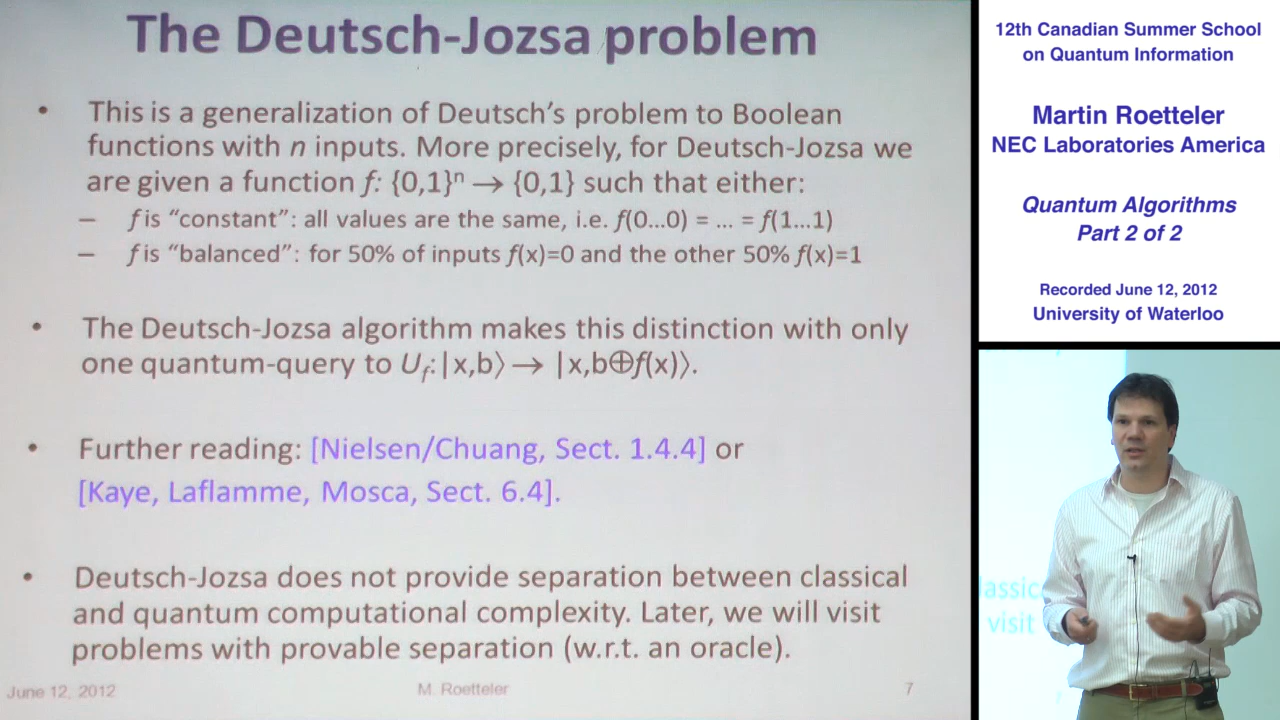 The Deutsch-Jozsa problem
• This is a generalization of Deutsch's problem to Boolean
functions with n inputs. More precisely, for Deutsch-Jozsa we
are given a function f: {0,1}ⁿ → {0,1} such that either:
– f is “constant”: all values are the same, i.e. f(0...0) = ... = f(1...1)
– f is “balanced”: for 50% of inputs f(x)=0 and the other 50% f(x)=1
• The Deutsch-Jozsa algorithm makes this distinction with only
one quantum-query to U_f:|x,b⟩ → |x,b⊕f(x)⟩.
• Further reading: [Nielsen/Chuang, Sect. 1.4.4] or
[Kaye, Laflamme, Mosca, Sect. 6.4].
• Deutsch-Jozsa does not provide separation between classical
and quantum computational complexity. Later, we will visit
problems with provable separation (w.r.t. an oracle).
June 12, 2012
M. Roetteler
7
12th Canadian Summer School
on Quantum Information
Martin Roetteler
NEC Laboratories America
Quantum Algorithms
Part 2 of 2
Recorded June 12, 2012
University of Waterloo
visit